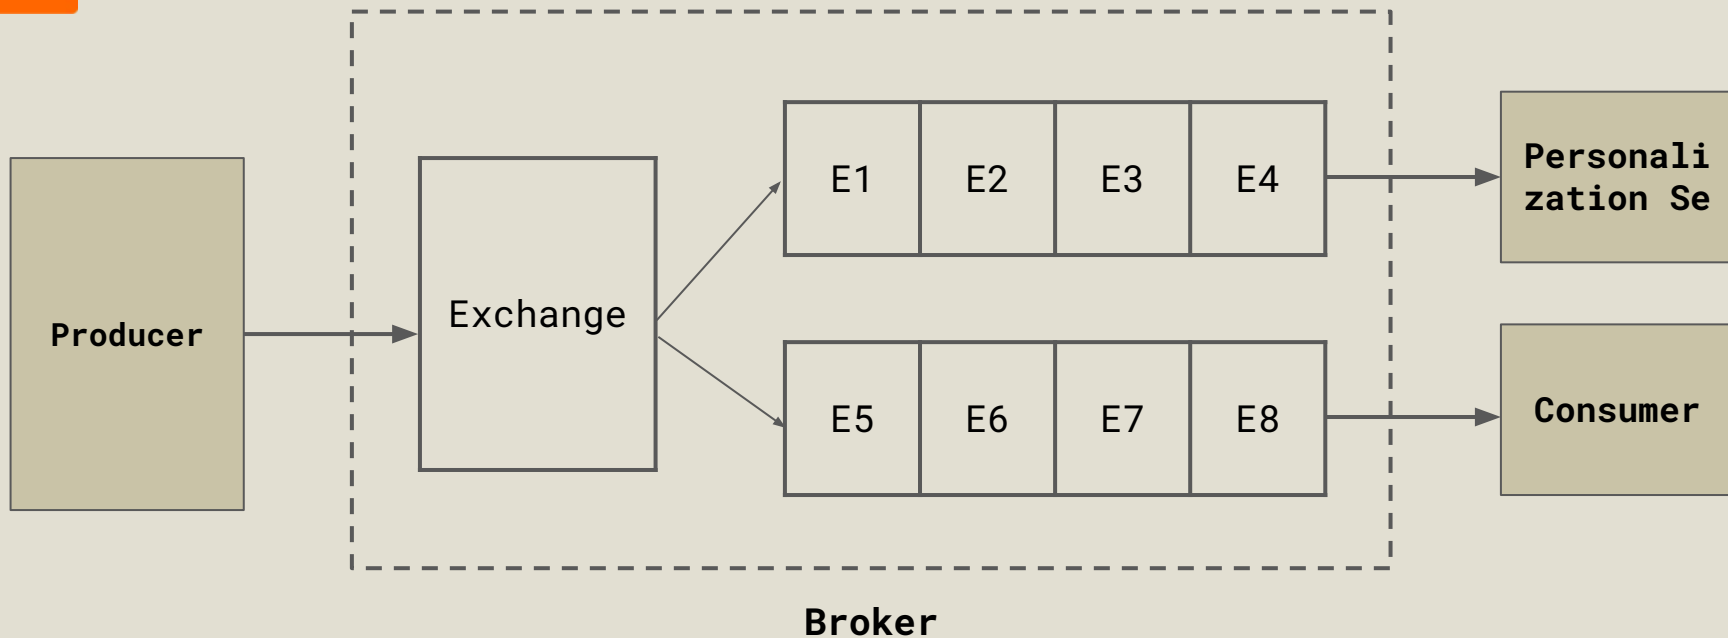 E1 E2 E3 E4
Personali
zation Se
Exchange
Producer
E5 E6 E7 E8
Consumer
Broker